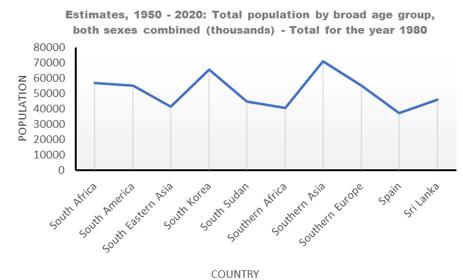 Estimates, 1950 - 2020: Total population by broad age group,
both sexes combined (thousands) - Total for the year 1980
80000
70000
60000
50000
40000
30000
20000
10000
0
POPULATION
South Africa
South America
South Eastern Asia
South Korea
South Sudan
Southern Africa
Southern Asia
Southern Europe
Spain
Sri Lanka
COUNTRY